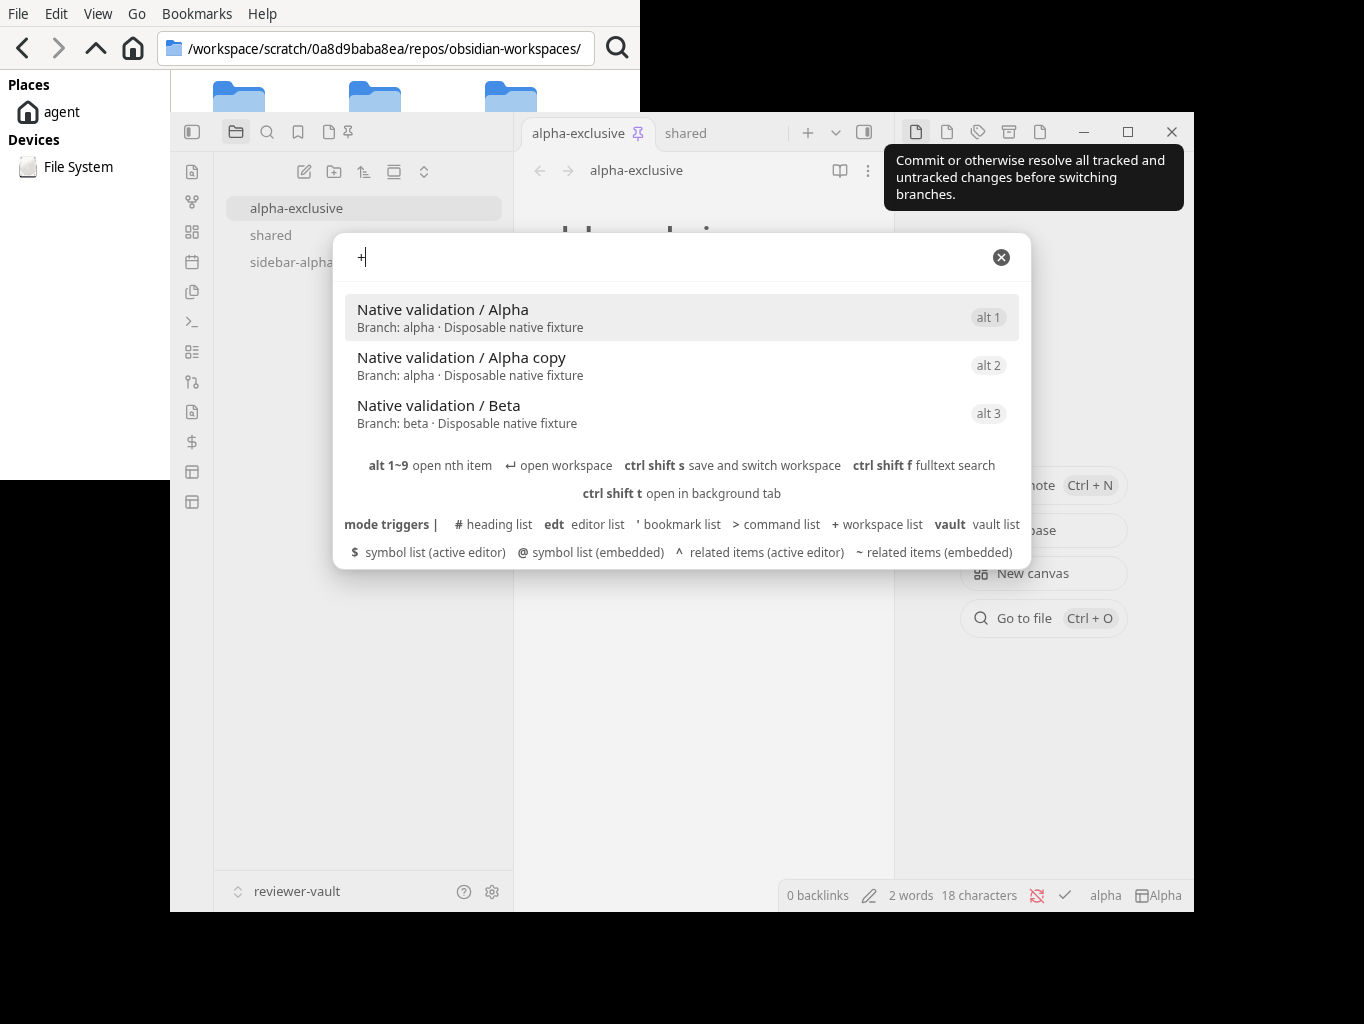 File Edit View Go Bookmarks Help
/workspace/scratch/0a8d9baba8ea/repos/obsidian-workspaces/
Places
agent
Devices
File System
alpha-exclusive
shared
Commit or otherwise resolve all tracked and
untracked changes before switching
branches.
alpha-exclusive
alpha-exclusive
shared
sidebar-alpha
+
Native validation / Alpha
Branch: alpha · Disposable native fixture
alt 1
Native validation / Alpha copy
Branch: alpha · Disposable native fixture
alt 2
Native validation / Beta
Branch: beta · Disposable native fixture
alt 3
alt 1~9 open nth item ↵ open workspace ctrl shift s save and switch workspace ctrl shift f fulltext search
ctrl shift t open in background tab
mode triggers | # heading list edt editor list ' bookmark list > command list + workspace list vault vault list
$ symbol list (active editor) @ symbol list (embedded) ^ related items (active editor) ~ related items (embedded)
note Ctrl + N
base
New canvas
Go to file Ctrl + O
reviewer-vault
0 backlinks 2 words 18 characters alpha Alpha